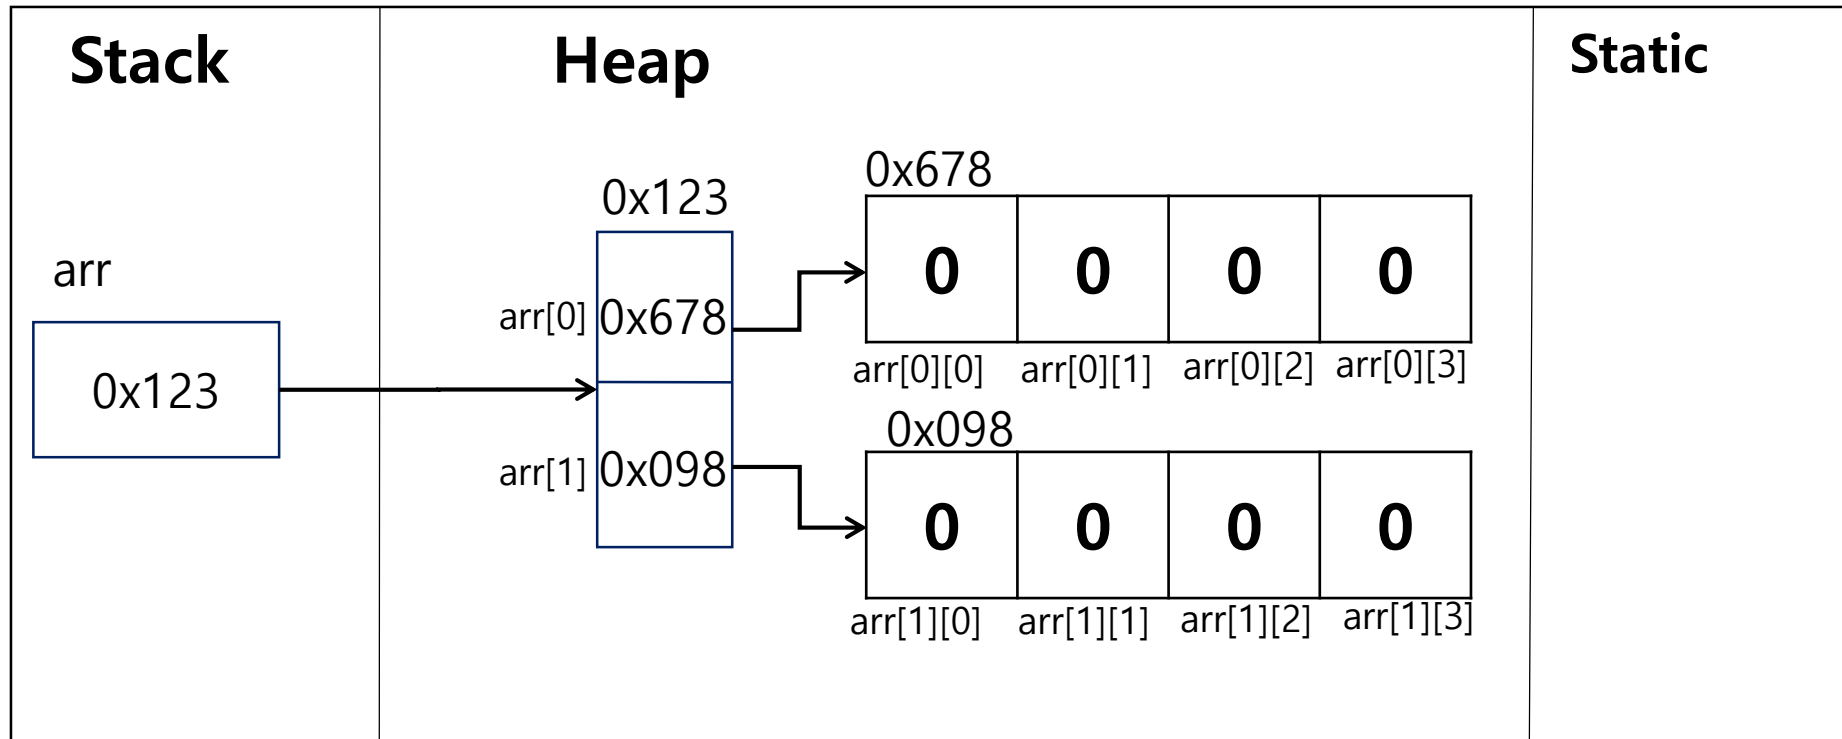 Stack
Heap
Static
arr
0x123
0x123
arr[0]
0x678
arr[1]
0x098
0x678
0 0 0 0
arr[0][0] arr[0][1] arr[0][2] arr[0][3]
0x098
0 0 0 0
arr[1][0] arr[1][1] arr[1][2] arr[1][3]